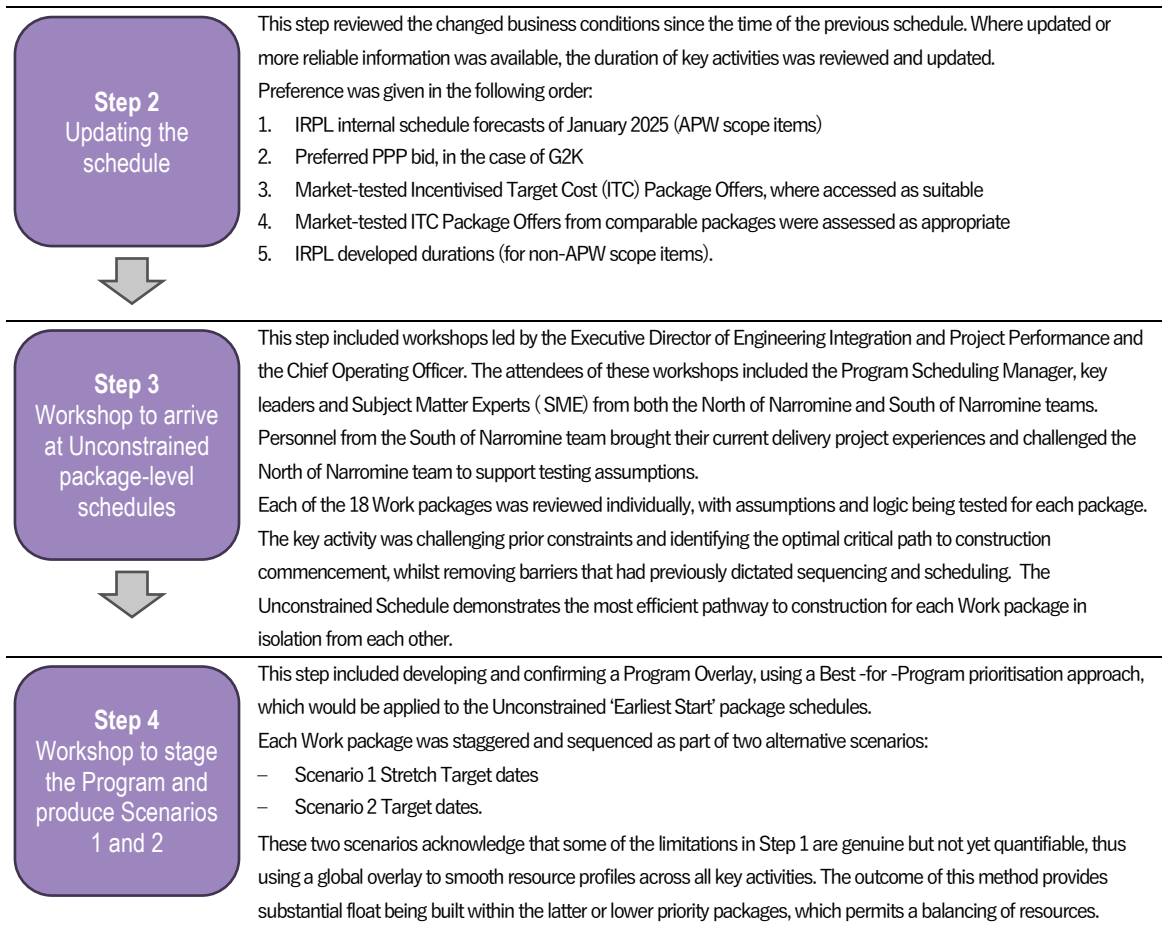 Step 2
Updating the
schedule
This step reviewed the changed business conditions since the time of the previous schedule. Where updated or
more reliable information was available, the duration of key activities was reviewed and updated.
Preference was given in the following order:
1. IRPL internal schedule forecasts of January 2025 (APW scope items)
2. Preferred PPP bid, in the case of G2K
3. Market-tested Incentivised Target Cost (ITC) Package Offers, where accessed as suitable
4. Market-tested ITC Package Offers from comparable packages were assessed as appropriate
5. IRPL developed durations (for non-APW scope items).
Step 3
Workshop to arrive
at Unconstrained
package-level
schedules
This step included workshops led by the Executive Director of Engineering Integration and Project Performance and
the Chief Operating Officer. The attendees of these workshops included the Program Scheduling Manager, key
leaders and Subject Matter Experts ( SME) from both the North of Narromine and South of Narromine teams.
Personnel from the South of Narromine team brought their current delivery project experiences and challenged the
North of Narromine team to support testing assumptions.
Each of the 18 Work packages was reviewed individually, with assumptions and logic being tested for each package.
The key activity was challenging prior constraints and identifying the optimal critical path to construction
commencement, whilst removing barriers that had previously dictated sequencing and scheduling. The
Unconstrained Schedule demonstrates the most efficient pathway to construction for each Work package in
isolation from each other.
Step 4
Workshop to stage
the Program and
produce Scenarios
1 and 2
This step included developing and confirming a Program Overlay, using a Best -for -Program prioritisation approach,
which would be applied to the Unconstrained ‘Earliest Start’ package schedules.
Each Work package was staggered and sequenced as part of two alternative scenarios:
– Scenario 1 Stretch Target dates
– Scenario 2 Target dates.
These two scenarios acknowledge that some of the limitations in Step 1 are genuine but not yet quantifiable, thus
using a global overlay to smooth resource profiles across all key activities. The outcome of this method provides
substantial float being built within the latter or lower priority packages, which permits a balancing of resources.